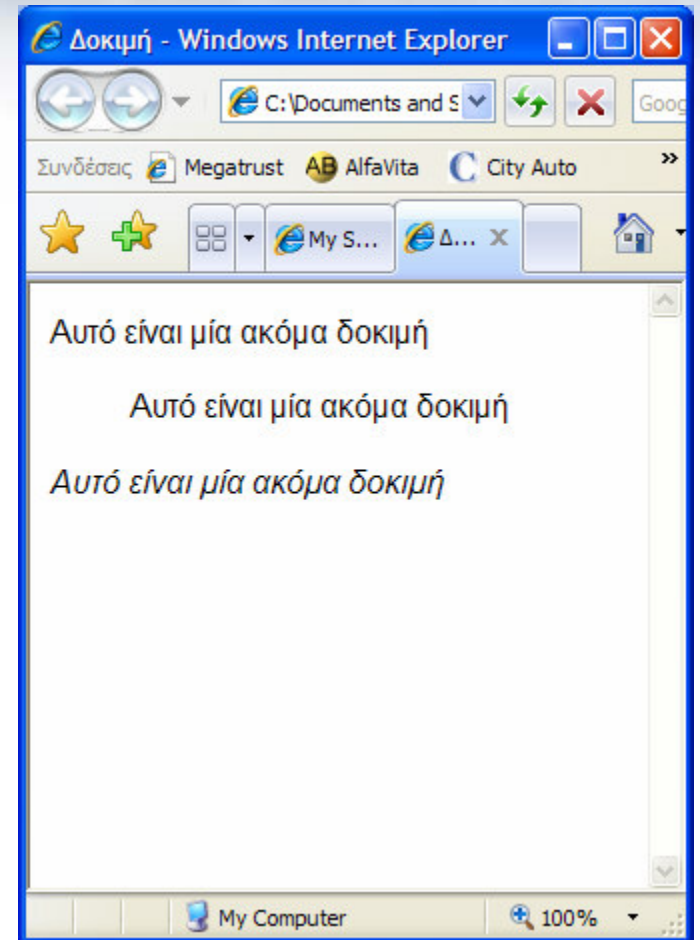 Δοκιμή - Windows Internet Explorer
C:\Documents and S
Goog
Συνδέσεις Megatrust AB AlfaVita City Auto »
My S... Δ...
Αυτό είναι μία ακόμα δοκιμή
Αυτό είναι μία ακόμα δοκιμή
Αυτό είναι μία ακόμα δοκιμή
My Computer 100%